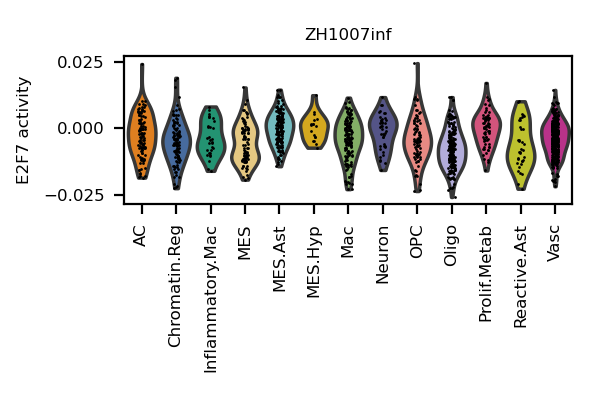 ZH1007inf
E2F7 activity
0.025
0.000
−0.025
AC
Chromatin.Reg
Inflammatory.Mac
MES
MES.Ast
MES.Hyp
Mac
Neuron
OPC
Oligo
Prolif.Metab
Reactive.Ast
Vasc